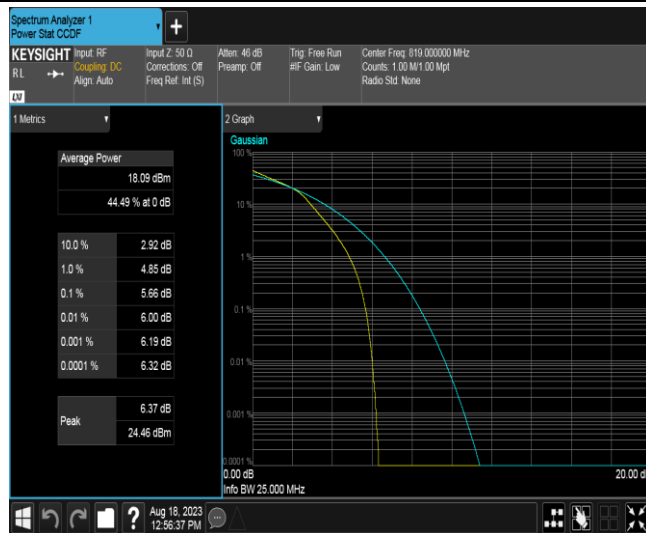 Spectrum Analyzer 1
Power Stat CCDF
KEYSIGHT
RL
Input: RF
Coupling: DC
Align: Auto
Input Z: 50 Ω
Corrections: Off
Freq Ref: Int (S)
Atten: 46 dB
Preamp: Off
Trig: Free Run
#IF Gain: Low
Center Freq: 819.000000 MHz
Counts: 1.00 M/1.00 Mpt
Radio Std: None
1 Metrics
Average Power
18.09 dBm
44.49 % at 0 dB
10.0 % 2.92 dB
1.0 % 4.85 dB
0.1 % 5.66 dB
0.01 % 6.00 dB
0.001 % 6.19 dB
0.0001 % 6.32 dB
Peak
6.37 dB
24.46 dBm
2 Graph
Gaussian
100 %
10 %
1 %
0.1 %
0.01 %
0.001 %
0.0001 %
0.00 dB
20.00 d
Info BW 25.000 MHz
Aug 18, 2023
12:56:37 PM